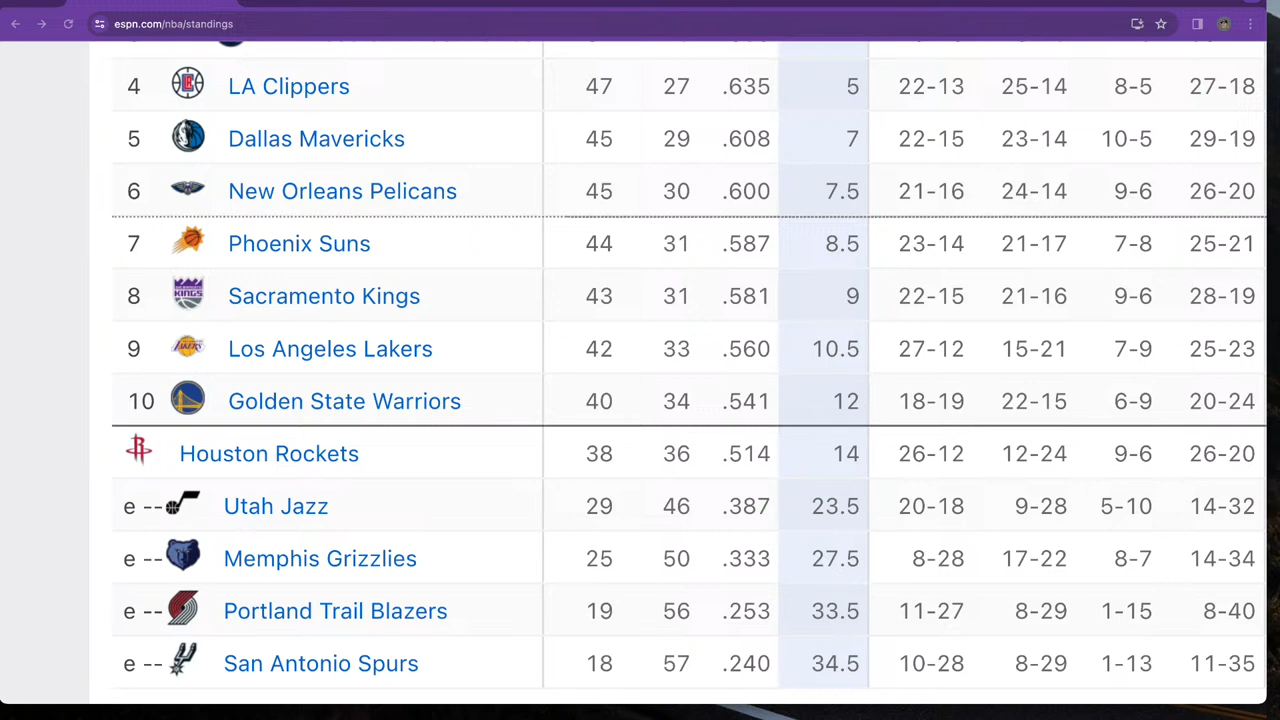 espn.com/nba/standings
4 LA Clippers 47 27 .635 5 22-13 25-14 8-5 27-18
5 Dallas Mavericks 45 29 .608 7 22-15 23-14 10-5 29-19
6 New Orleans Pelicans 45 30 .600 7.5 21-16 24-14 9-6 26-20
7 Phoenix Suns 44 31 .587 8.5 23-14 21-17 7-8 25-21
8 Sacramento Kings 43 31 .581 9 22-15 21-16 9-6 28-19
9 Los Angeles Lakers 42 33 .560 10.5 27-12 15-21 7-9 25-23
10 Golden State Warriors 40 34 .541 12 18-19 22-15 6-9 20-24
Houston Rockets 38 36 .514 14 26-12 12-24 9-6 26-20
e -- Utah Jazz 29 46 .387 23.5 20-18 9-28 5-10 14-32
e -- Memphis Grizzlies 25 50 .333 27.5 8-28 17-22 8-7 14-34
e -- Portland Trail Blazers 19 56 .253 33.5 11-27 8-29 1-15 8-40
e -- San Antonio Spurs 18 57 .240 34.5 10-28 8-29 1-13 11-35